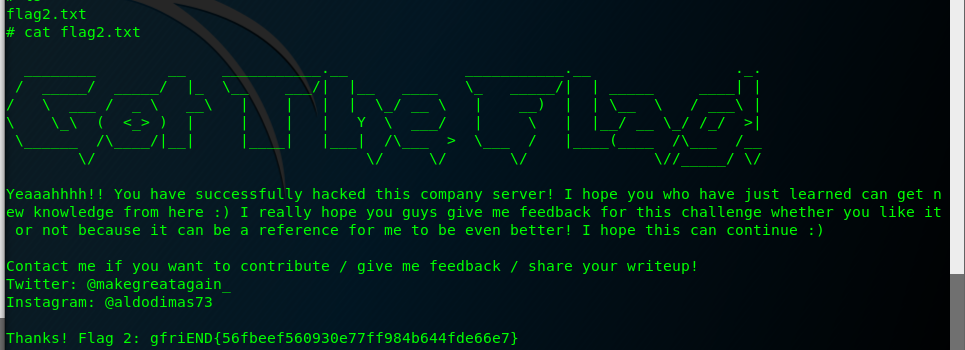 flag2.txt
# cat flag2.txt
Got The Flag
Yeaaahhhh!! You have successfully hacked this company server! I hope you who have just learned can get n
ew knowledge from here :) I really hope you guys give me feedback for this challenge whether you like it
or not because it can be a reference for me to be even better! I hope this can continue :)
Contact me if you want to contribute / give me feedback / share your writeup!
Twitter: @makegreatagain_
Instagram: @aldodimas73
Thanks! Flag 2: gfriEND{56fbeef560930e77ff984b644fde66e7}